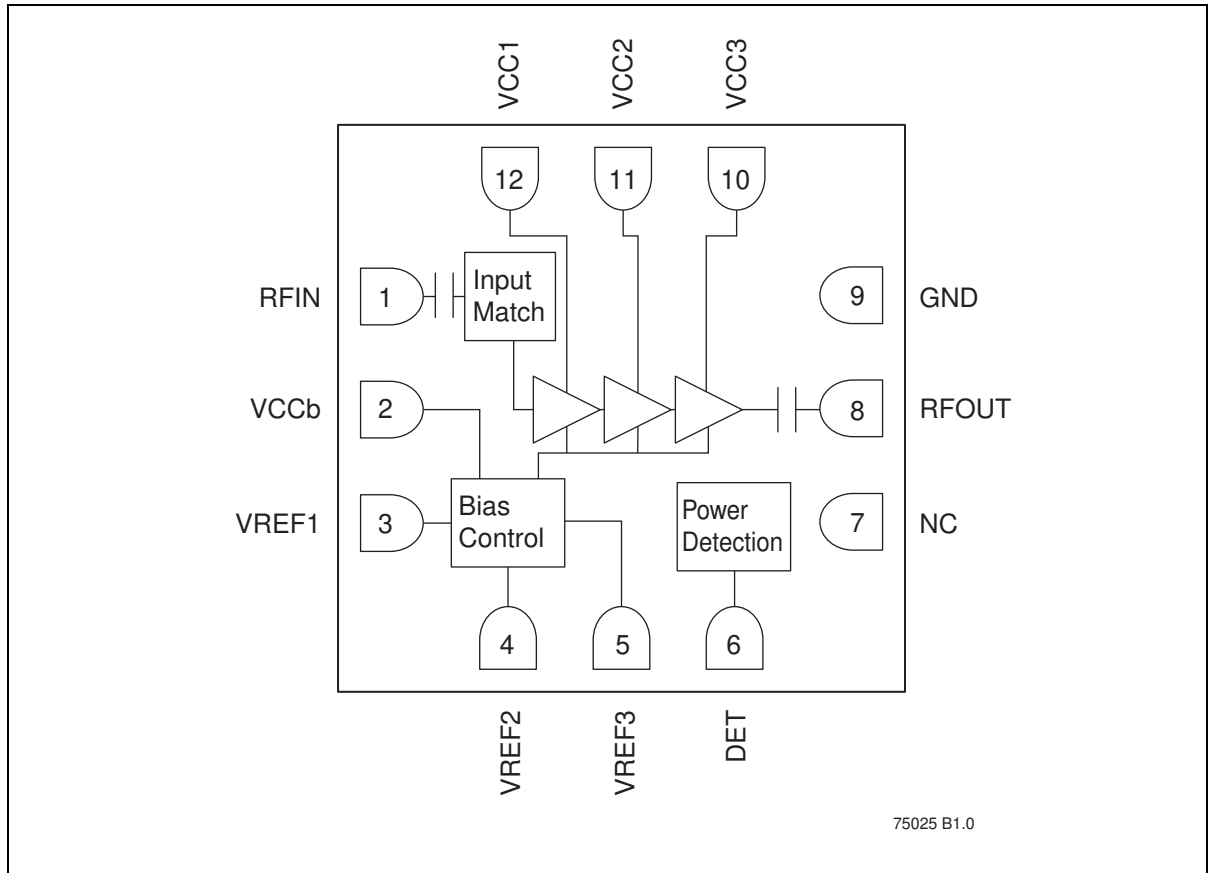 VCC1
VCC2
VCC3
12
11
10
RFIN
1
Input
Match
9
GND
VCCb
2
8
RFOUT
VREF1
3
Bias
Control
Power
Detection
7
NC
4
5
6
VREF2
VREF3
DET
75025 B1.0